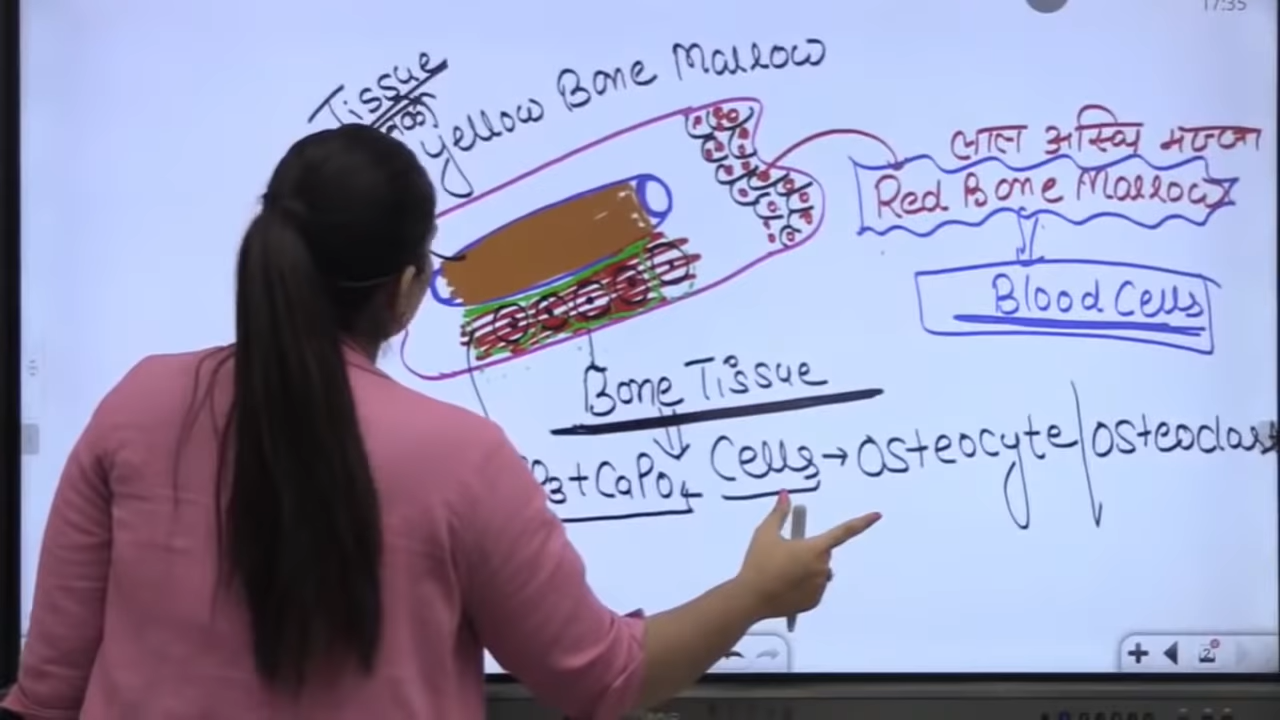 17:35
Tissue
Yellow Bone Marrow
लाल अस्थि मज्जा
Red Bone Marrow
Blood Cells
Bone Tissue
3+CaPO4 Cells→Osteocyte/Osteoclast